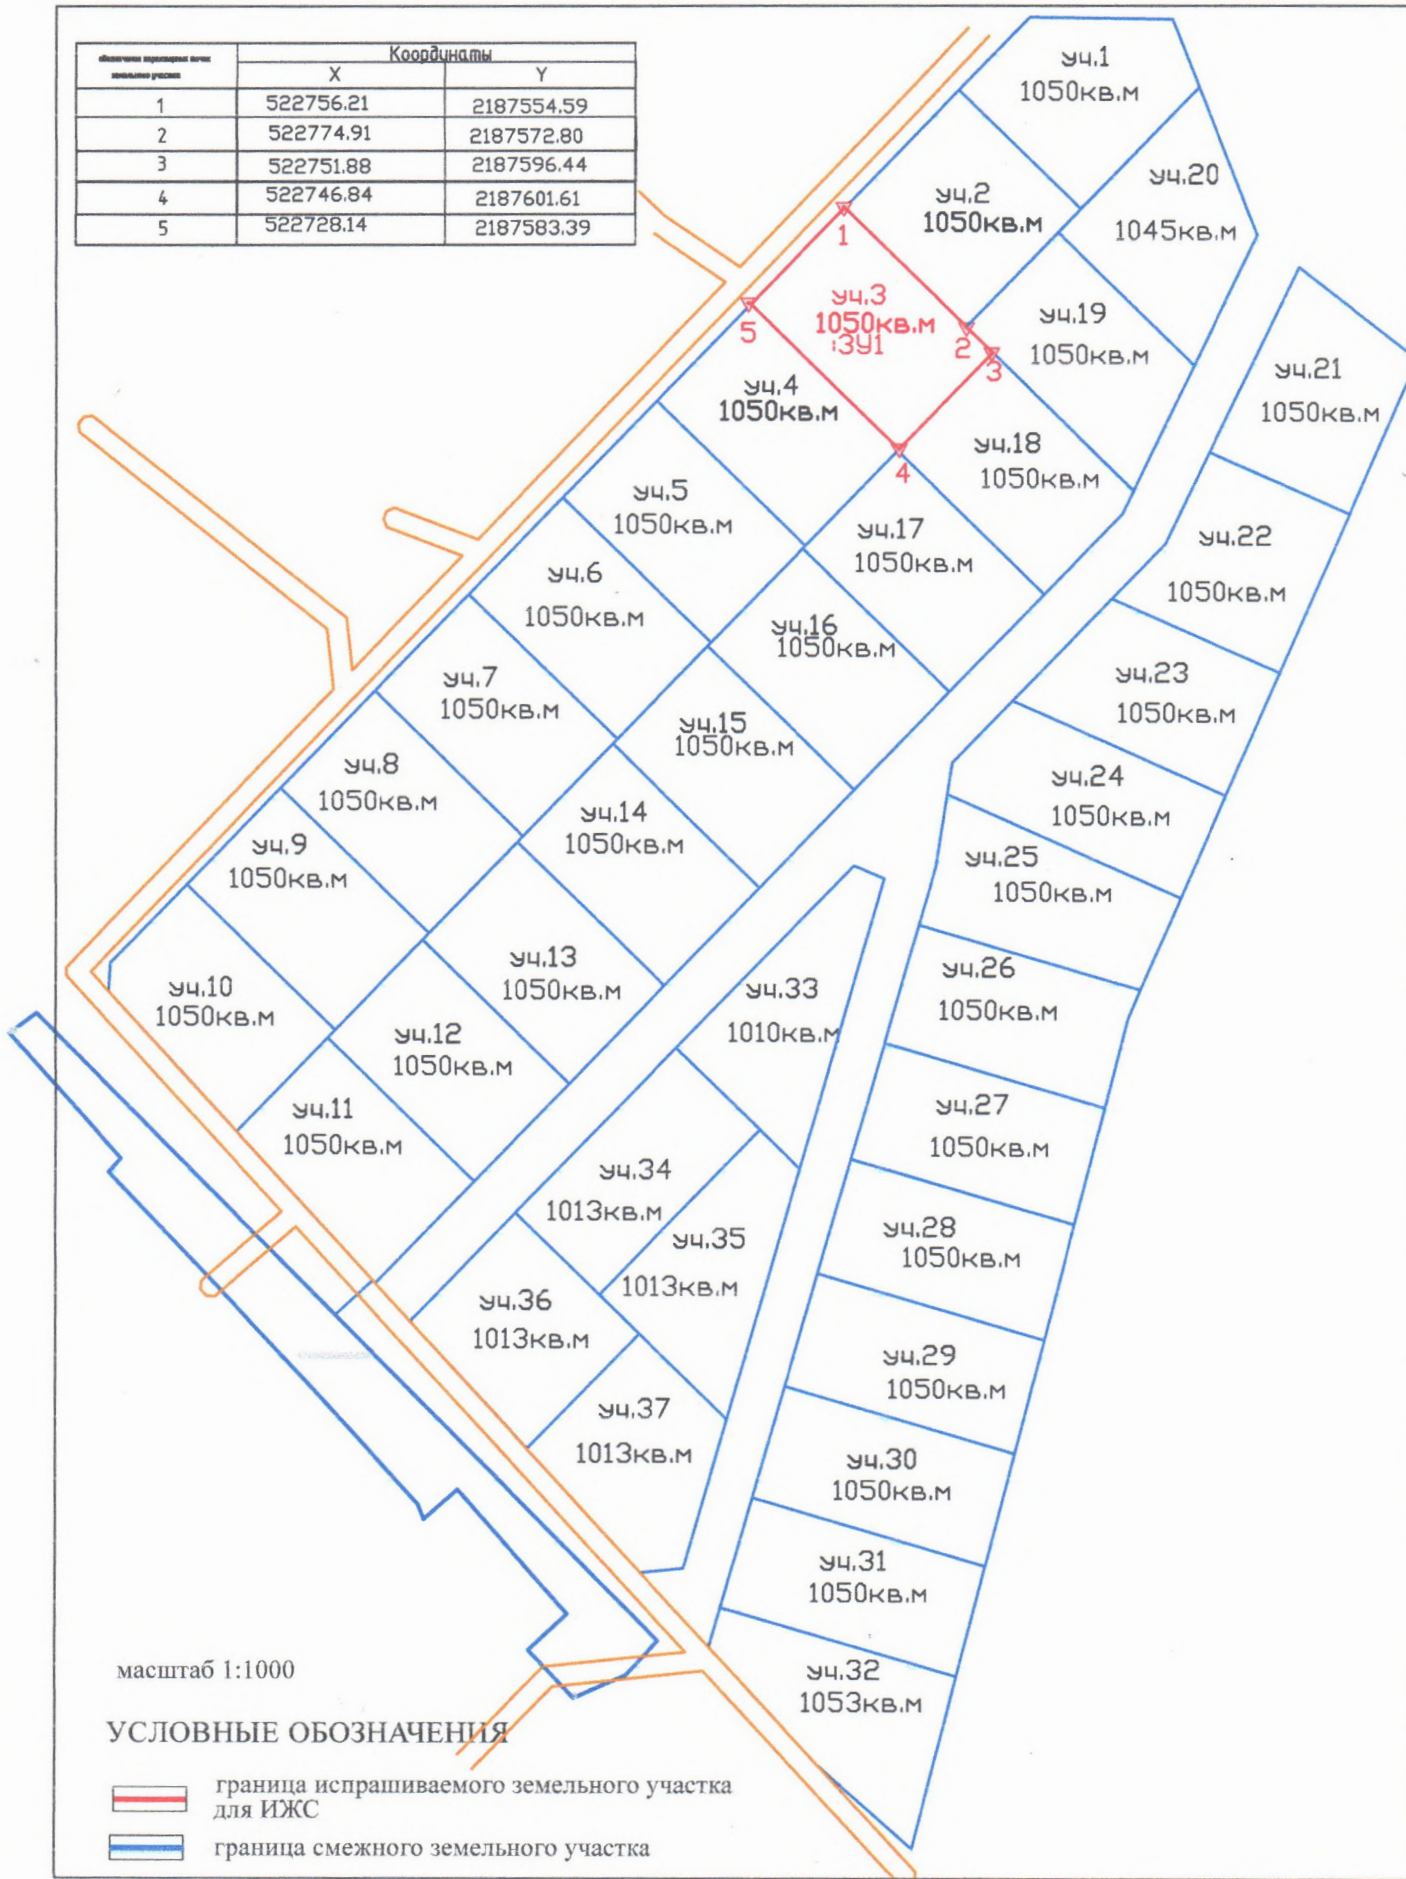 Координаты
X Y
1 522756.21 2187554.59
2 522774.91 2187572.80
3 522751.88 2187596.44
4 522746.84 2187601.61
5 522728.14 2187583.39
уч.1
1050кв.м
уч.20
1045кв.м
уч.2
1050кв.м
1
уч.3
1050кв.м
:ЗУ1
2
3
4
5
уч.19
1050кв.м
уч.21
1050кв.м
уч.4
1050кв.м
уч.18
1050кв.м
уч.5
1050кв.м
уч.17
1050кв.м
уч.22
1050кв.м
уч.6
1050кв.м
уч.16
1050кв.м
уч.7
1050кв.м
уч.23
1050кв.м
уч.15
1050кв.м
уч.8
1050кв.м
уч.24
1050кв.м
уч.14
1050кв.м
уч.9
1050кв.м
уч.25
1050кв.м
уч.13
1050кв.м
уч.10
1050кв.м
уч.33
1010кв.м
уч.26
1050кв.м
уч.12
1050кв.м
уч.11
1050кв.м
уч.27
1050кв.м
уч.34
1013кв.м
уч.35
1013кв.м
уч.28
1050кв.м
уч.36
1013кв.м
уч.29
1050кв.м
уч.37
1013кв.м
уч.30
1050кв.м
уч.31
1050кв.м
уч.32
1053кв.м
масштаб 1:1000
УСЛОВНЫЕ ОБОЗНАЧЕНИЯ
граница испрашиваемого земельного участка
для ИЖС
граница смежного земельного участка